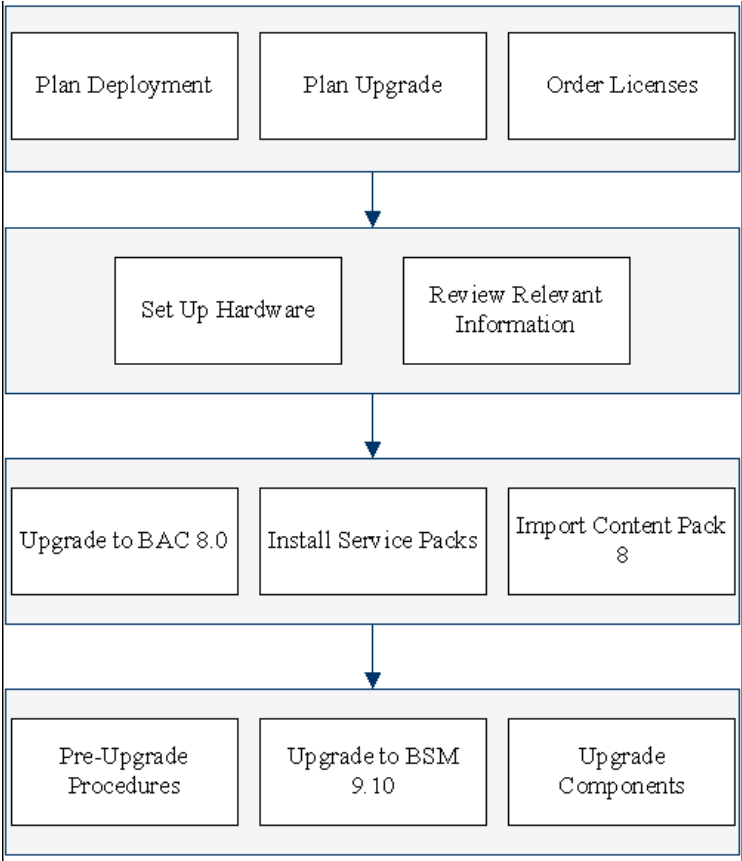 Plan Deployment
Plan Upgrade
Order Licenses
Set Up Hardware
Review Relevant
Information
Upgrade to BAC 8.0
Install Service Packs
Import Content Pack
8
Pre-Upgrade
Procedures
Upgrade to BSM
9.10
Upgrade
Components